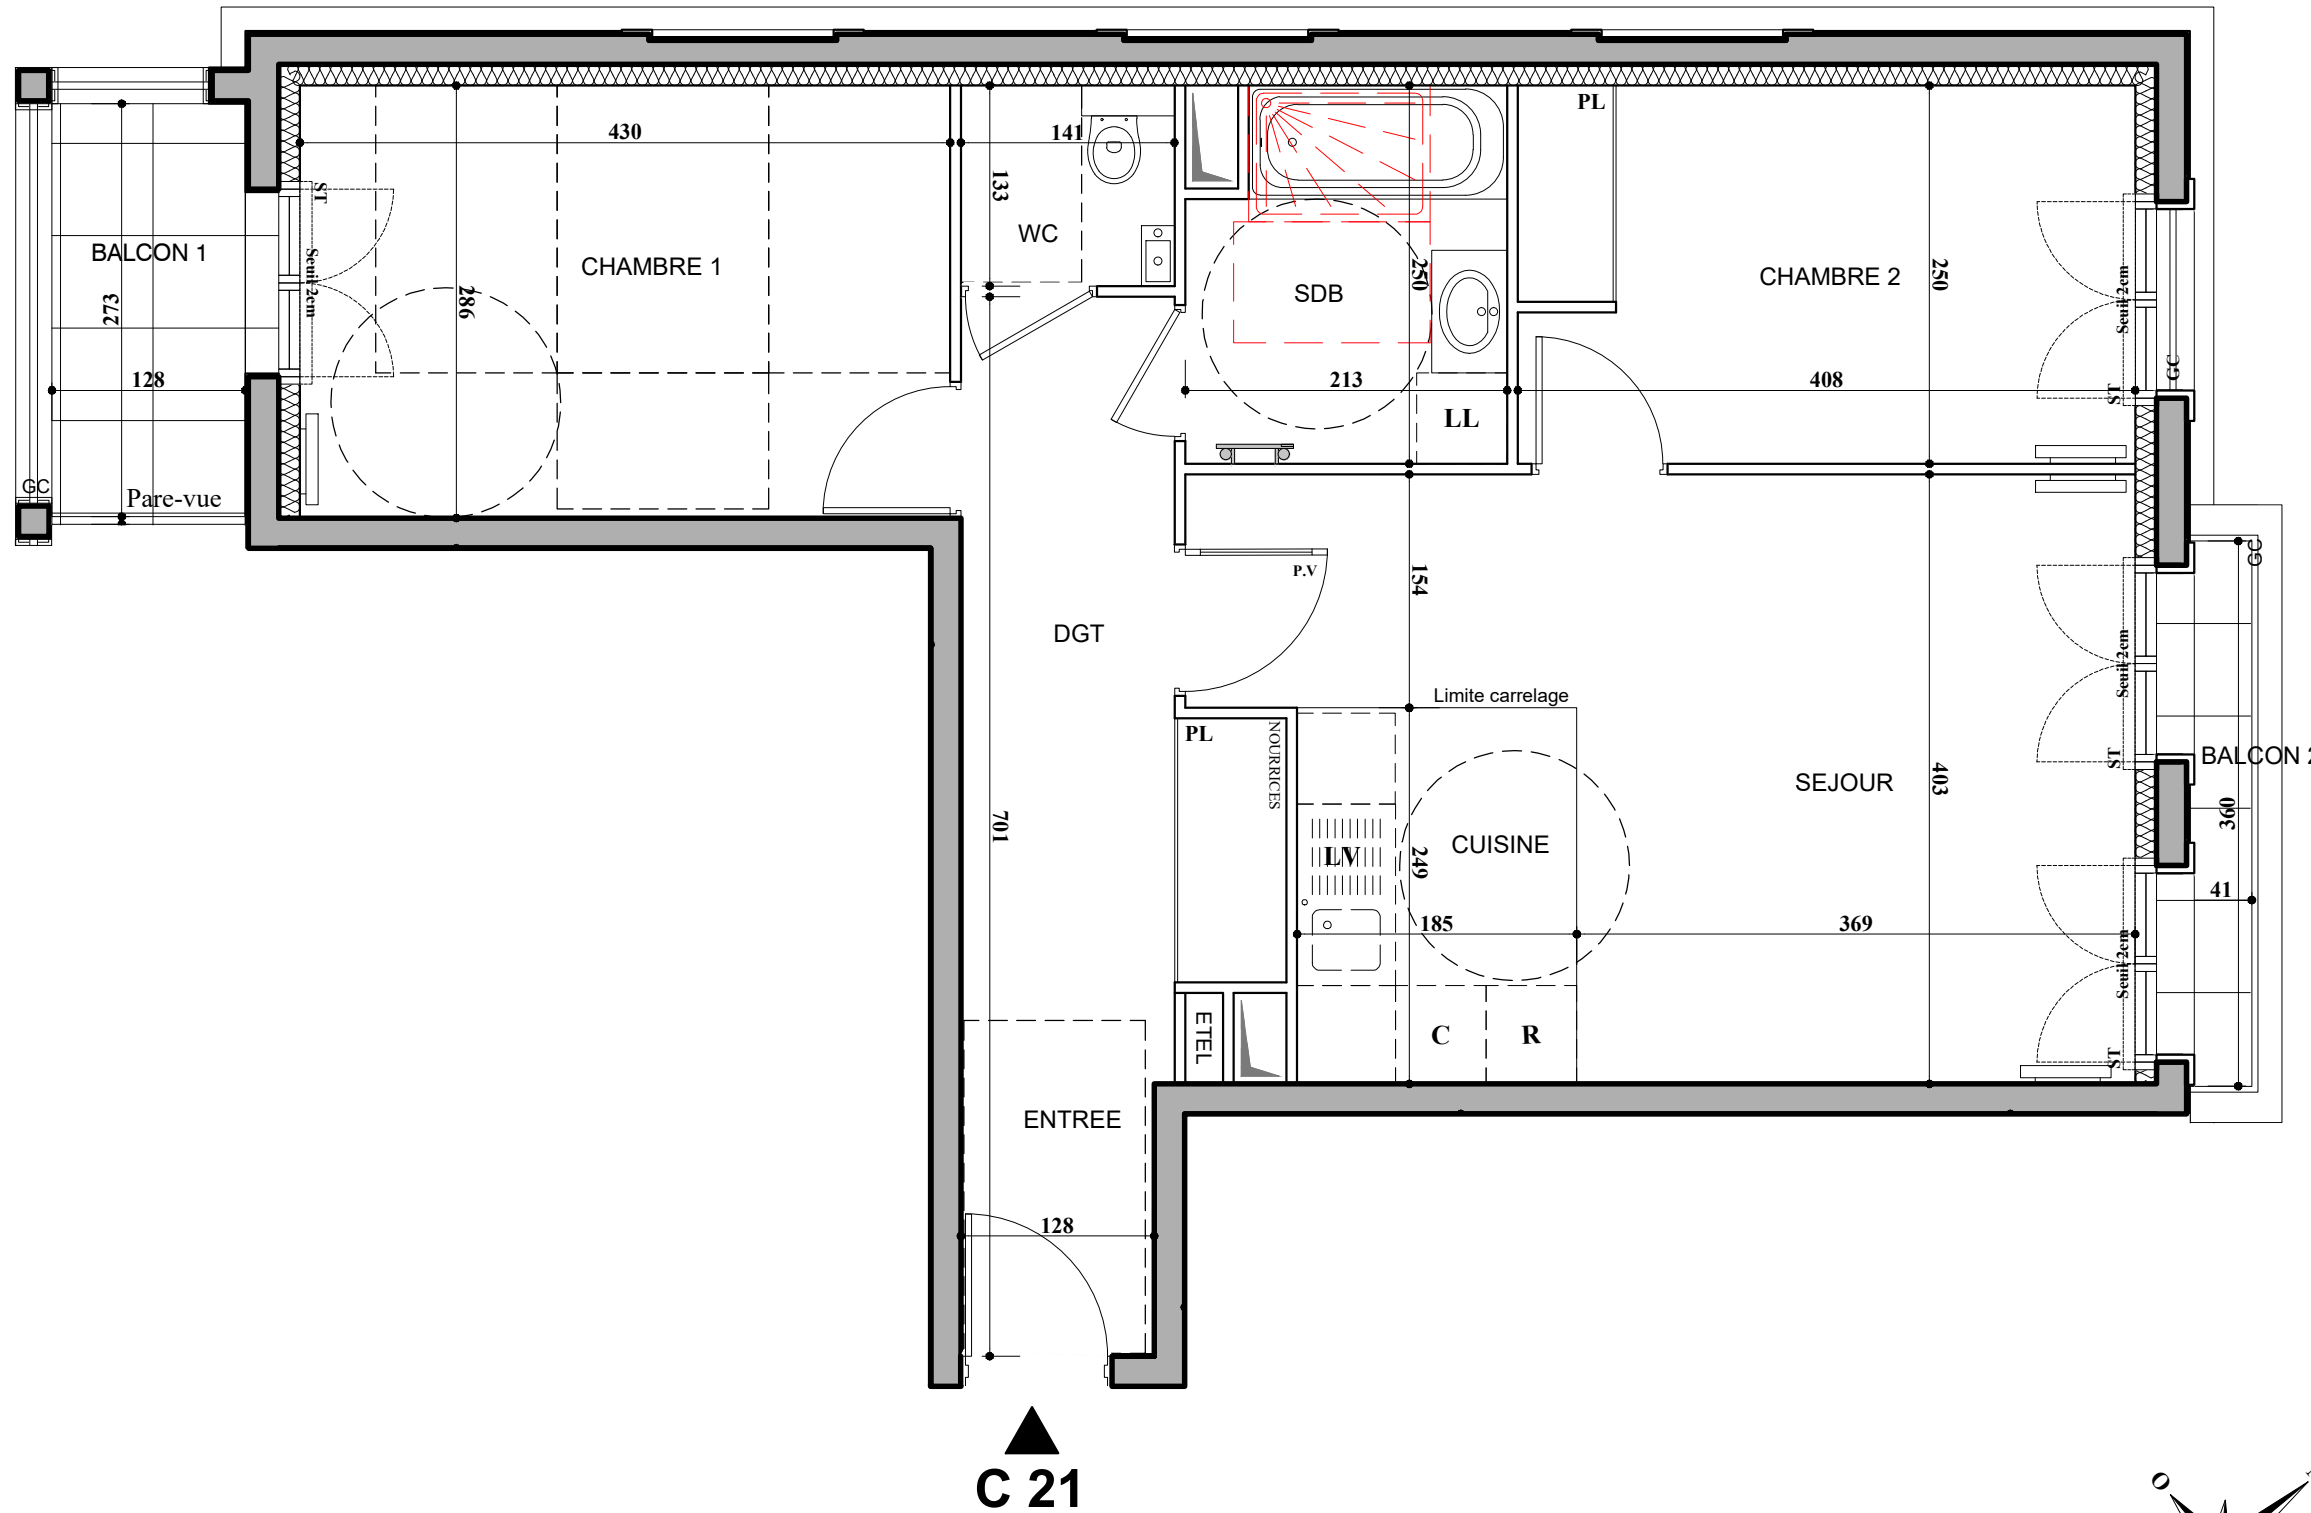 PL
430
141
133
ST
WC
BALCON 1
Seuil 2cm
CHAMBRE 1
286
273
250
SDB
CHAMBRE 2
250
Seuil 2cm
GC
128
213
408
ST
LL
GC
Pare-vue
P.V
154
GC
DGT
Seuil 2cm
Limite carrelage
PL
NOURRICES
ST
BALCON 2
SEJOUR
403
360
701
LV
249
CUISINE
41
185
369
Seuil 2cm
ETEL
C
R
ST
ENTREE
128
C 21
O